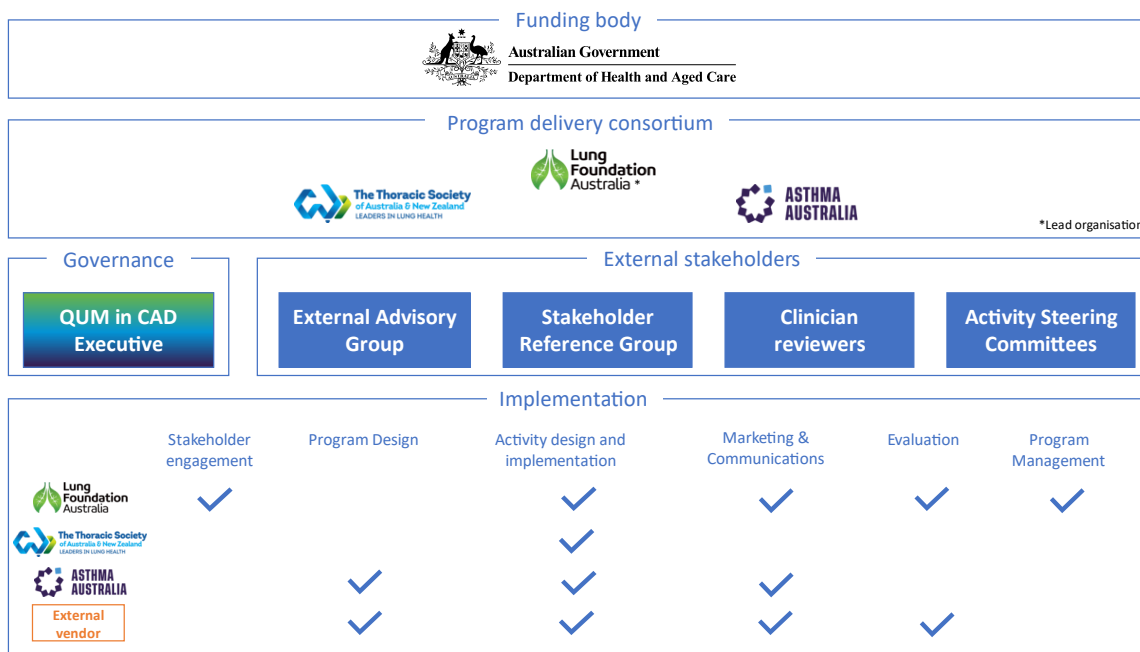 Funding body
Australian Government
Department of Health and Aged Care
Program delivery consortium
Lung
Foundation
Australia *
The Thoracic Society
of Australia & New Zealand
LEADERS IN LUNG HEALTH
ASTHMA
AUSTRALIA
*Lead organisation
Governance
External stakeholders
QUM in CAD
Executive
External Advisory
Group
Stakeholder
Reference Group
Clinician
reviewers
Activity Steering
Committees
Implementation
Stakeholder
engagement
Program Design
Activity design and
implementation
Marketing &
Communications
Evaluation
Program
Management
Lung
Foundation
Australia
The Thoracic Society
of Australia & New Zealand
LEADERS IN LUNG HEALTH
ASTHMA
AUSTRALIA
External
vendor